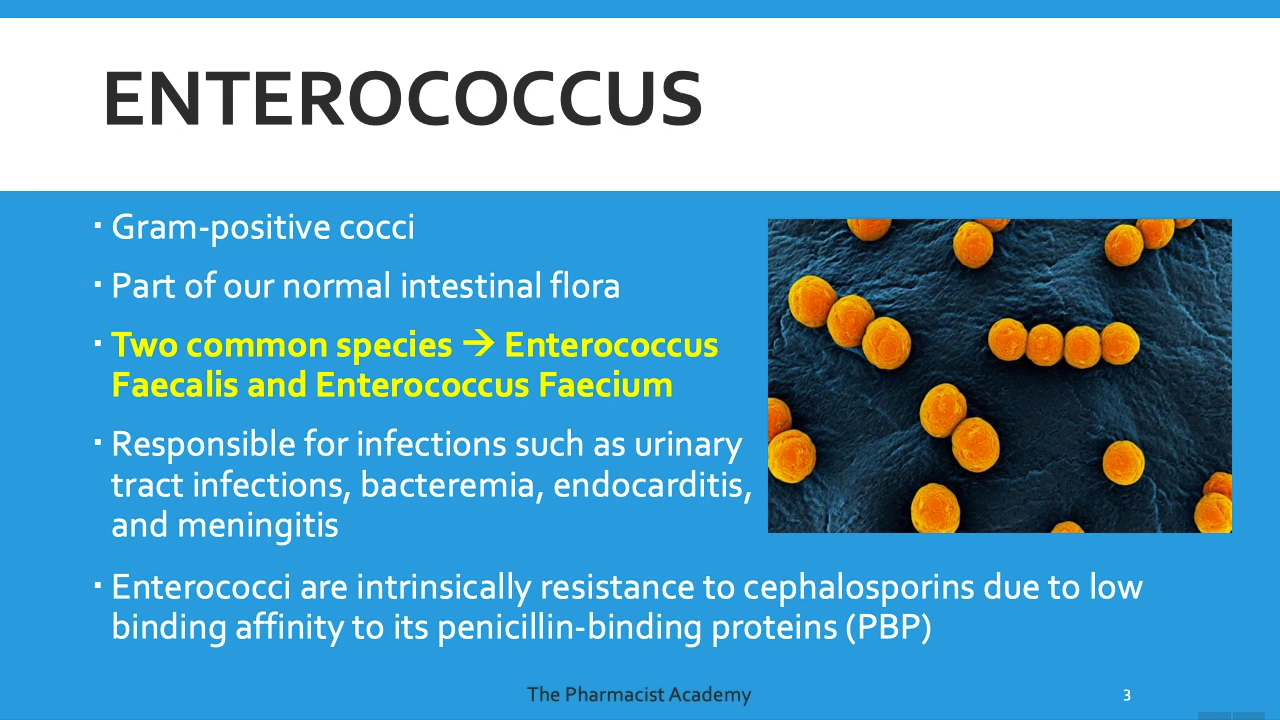 ENTEROCOCCUS
▪ Gram-positive cocci
▪ Part of our normal intestinal flora
▪ Two common species → Enterococcus
Faecalis and Enterococcus Faecium
▪ Responsible for infections such as urinary
tract infections, bacteremia, endocarditis,
and meningitis
▪ Enterococci are intrinsically resistance to cephalosporins due to low
binding affinity to its penicillin-binding proteins (PBP)
The Pharmacist Academy
3